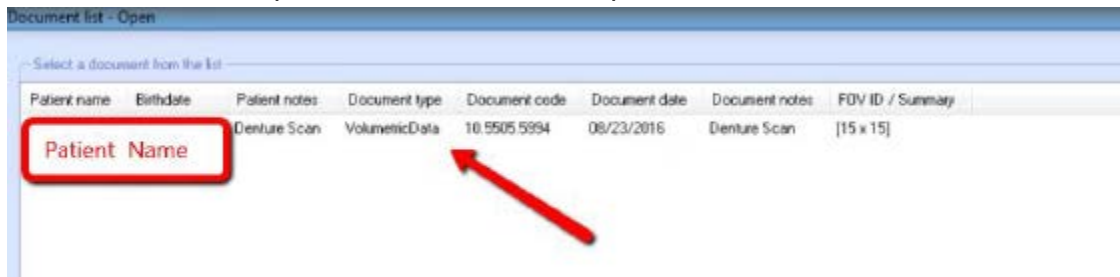 Document list - Open
Select a document from the list
Patient name Birthdate Patient notes Document type Document code Document date Document notes FOV ID / Summary
Patient Name Denture Scan VolumetricData 10.5505.5994 08/23/2016 Denture Scan [15 x 15]